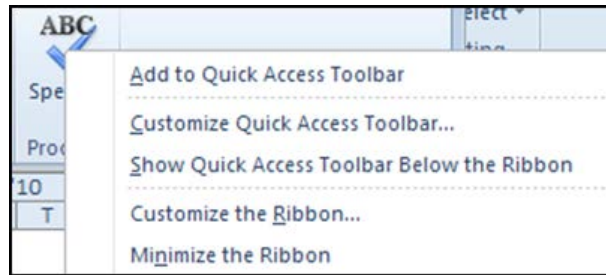 ABC
Add to Quick Access Toolbar
Customize Quick Access Toolbar...
Show Quick Access Toolbar Below the Ribbon
10
T
Customize the Ribbon...
Minimize the Ribbon